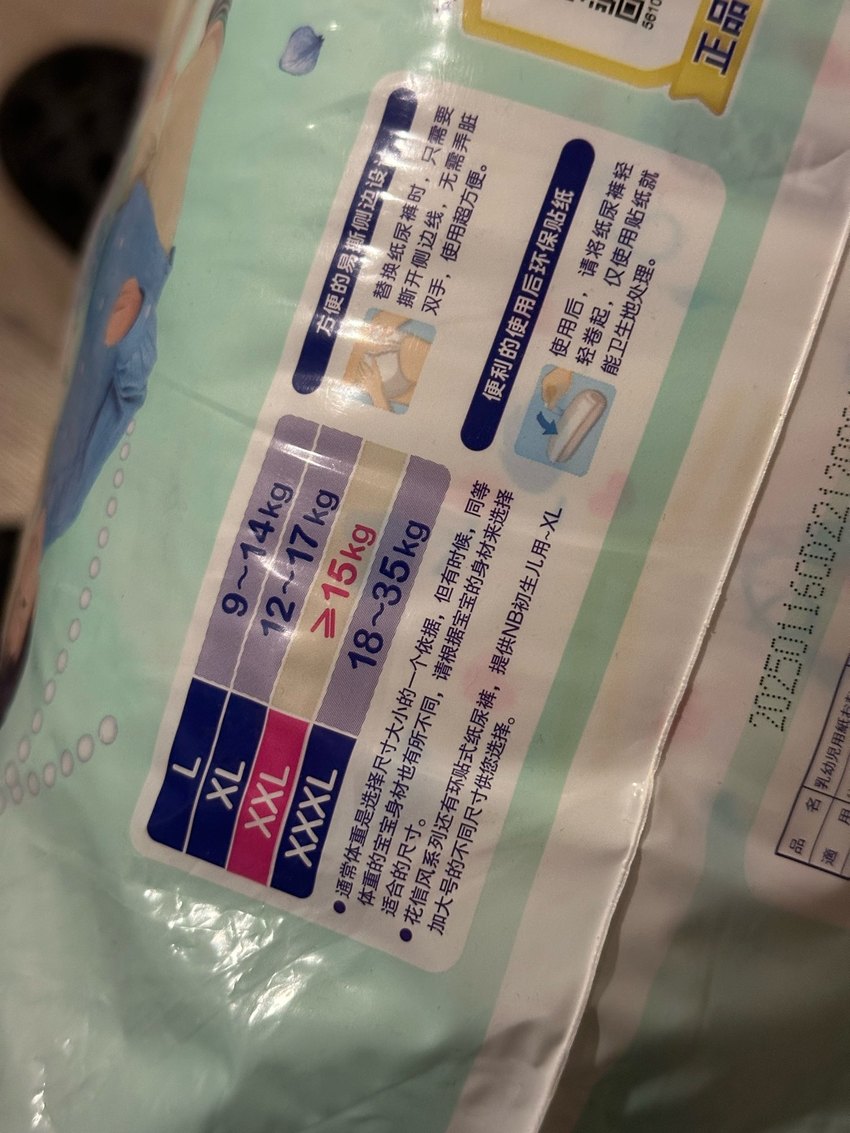 正品
5610
方便的易撕侧边设
替换纸尿裤时，只需要
撕开侧边线，无需弄脏
双手，使用超方便。
便利的使用后环保贴纸
使用后，请将纸尿裤轻
轻卷起，仅使用贴纸就
能卫生地处理。
L 9～14kg
XL 12～17kg
XXL ≥15kg
XXXL 18～35kg
●通常体重是选择尺寸大小的一个依据，但有时候，同等
体重的宝宝身材也有所不同，请根据宝宝的身材来选择
适合的尺寸。
●花信风系列还有环贴式纸尿裤，提供NB初生儿用~XL
加大号的不同尺寸供您选择。
品 名 乳幼児用紙お
適 用